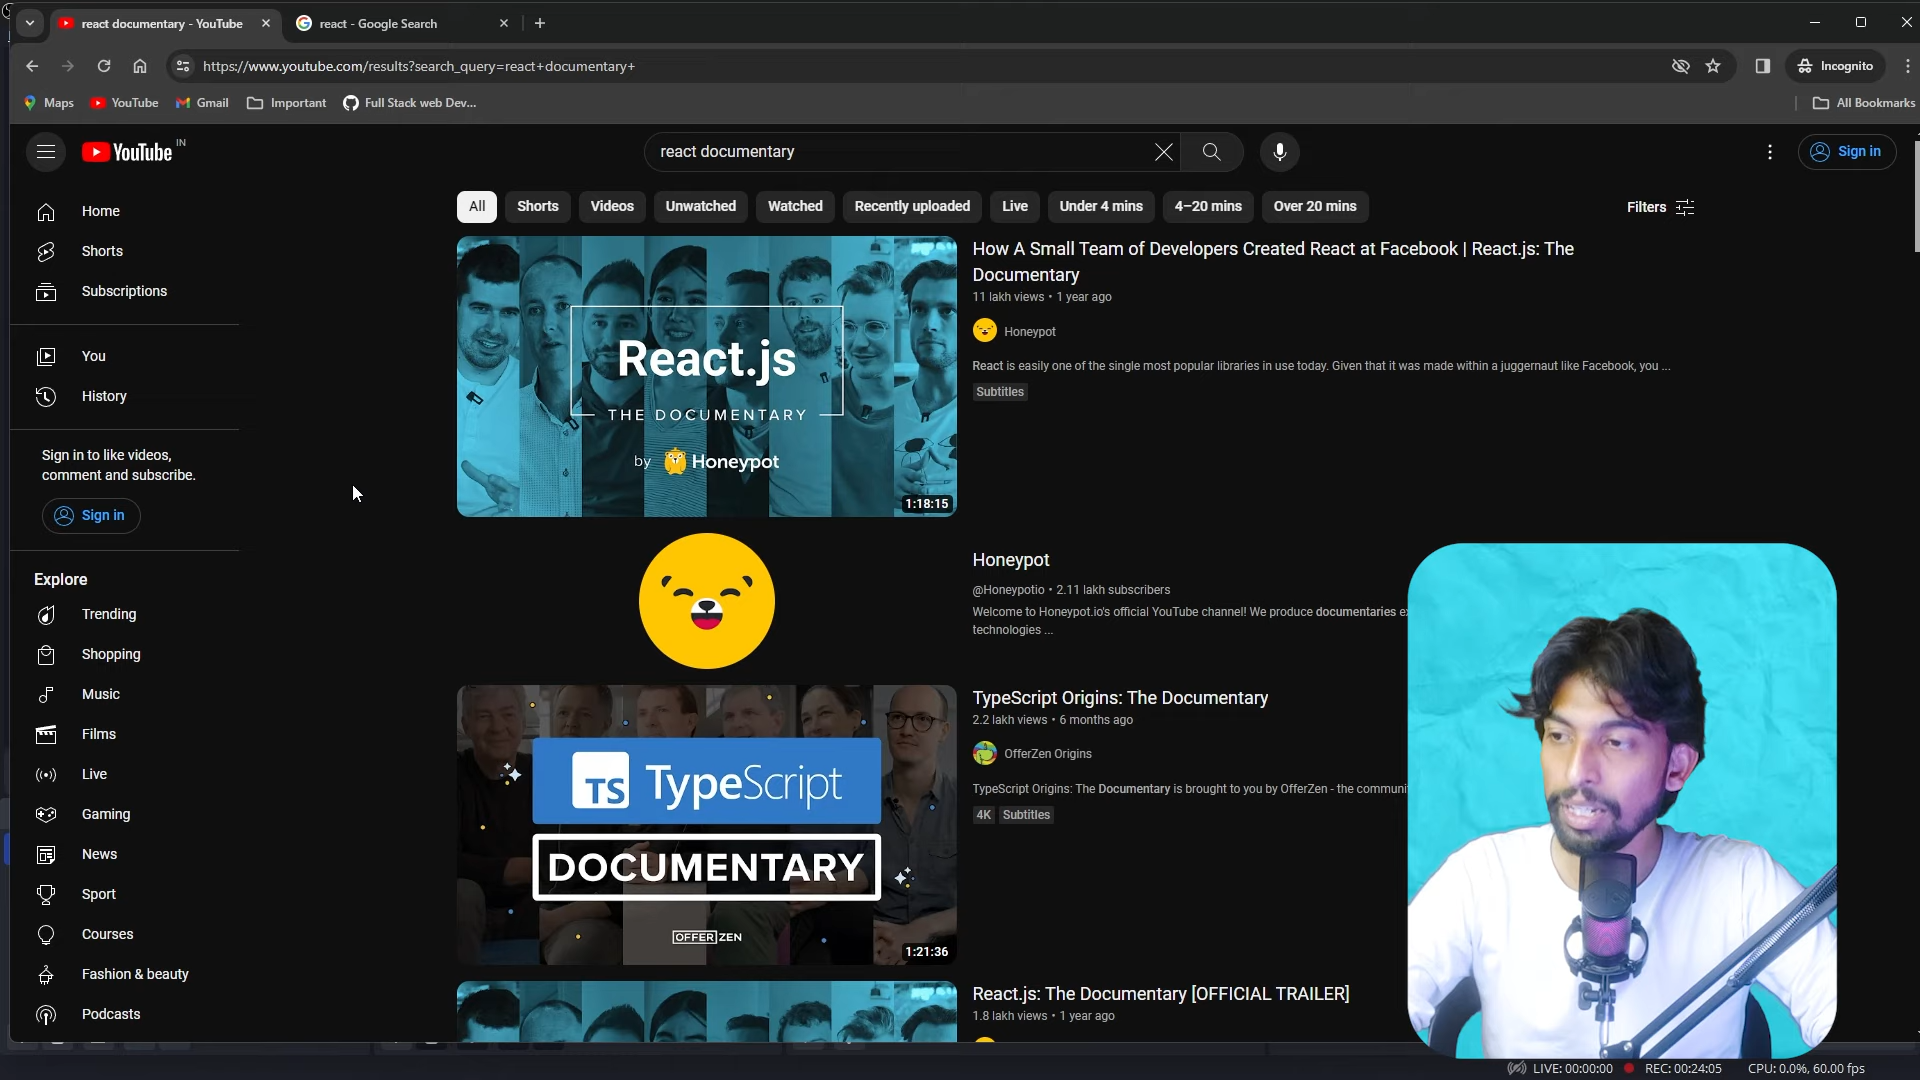 react documentary - YouTube
react - Google Search
https://www.youtube.com/results?search_query=react+documentary+
Incognito
Maps
YouTube
Gmail
Important
Full Stack web Dev...
All Bookmarks
YouTube IN
react documentary
Sign in
All
Shorts
Videos
Unwatched
Watched
Recently uploaded
Live
Under 4 mins
4–20 mins
Over 20 mins
Filters
Home
Shorts
Subscriptions
You
History
Sign in to like videos,
comment and subscribe.
Sign in
Explore
Trending
Shopping
Music
Films
Live
Gaming
News
Sport
Courses
Fashion & beauty
Podcasts
React.js
THE DOCUMENTARY
by Honeypot
1:18:15
How A Small Team of Developers Created React at Facebook | React.js: The
Documentary
11 lakh views • 1 year ago
Honeypot
React is easily one of the single most popular libraries in use today. Given that it was made within a juggernaut like Facebook, you ...
Subtitles
Honeypot
@Honeypotio • 2.11 lakh subscribers
Welcome to Honeypot.io's official YouTube channel! We produce documentaries
technologies ...
TS TypeScript
DOCUMENTARY
OFFERZEN
1:21:36
TypeScript Origins: The Documentary
2.2 lakh views • 6 months ago
OfferZen Origins
TypeScript Origins: The Documentary is brought to you by OfferZen - the
4K
Subtitles
React.js: The Documentary [OFFICIAL TRAILER]
1.8 lakh views • 1 year ago
LIVE: 00:00:00
REC: 00:24:05
CPU: 0.0%, 60.00 fps